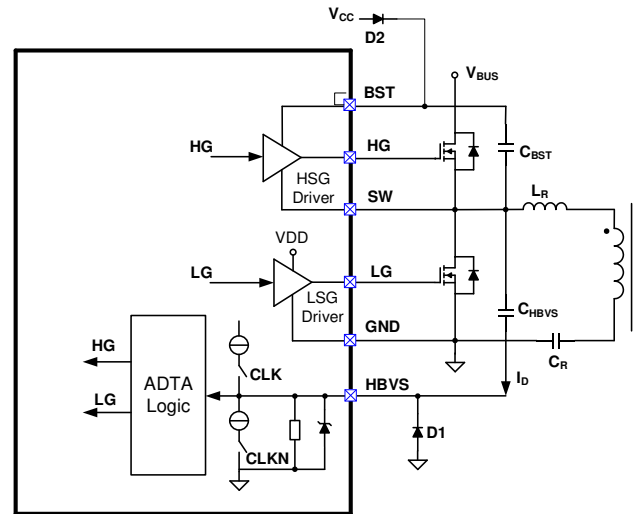 VCC
D2
VBUS
BST
HG
HG
HSG
Driver
CBST
SW
LR
VDD
LG
LG
LSG
Driver
CHBVS
GND
CR
HG
ADTA
Logic
LG
CLK
HBVS
ID
CLKN
D1